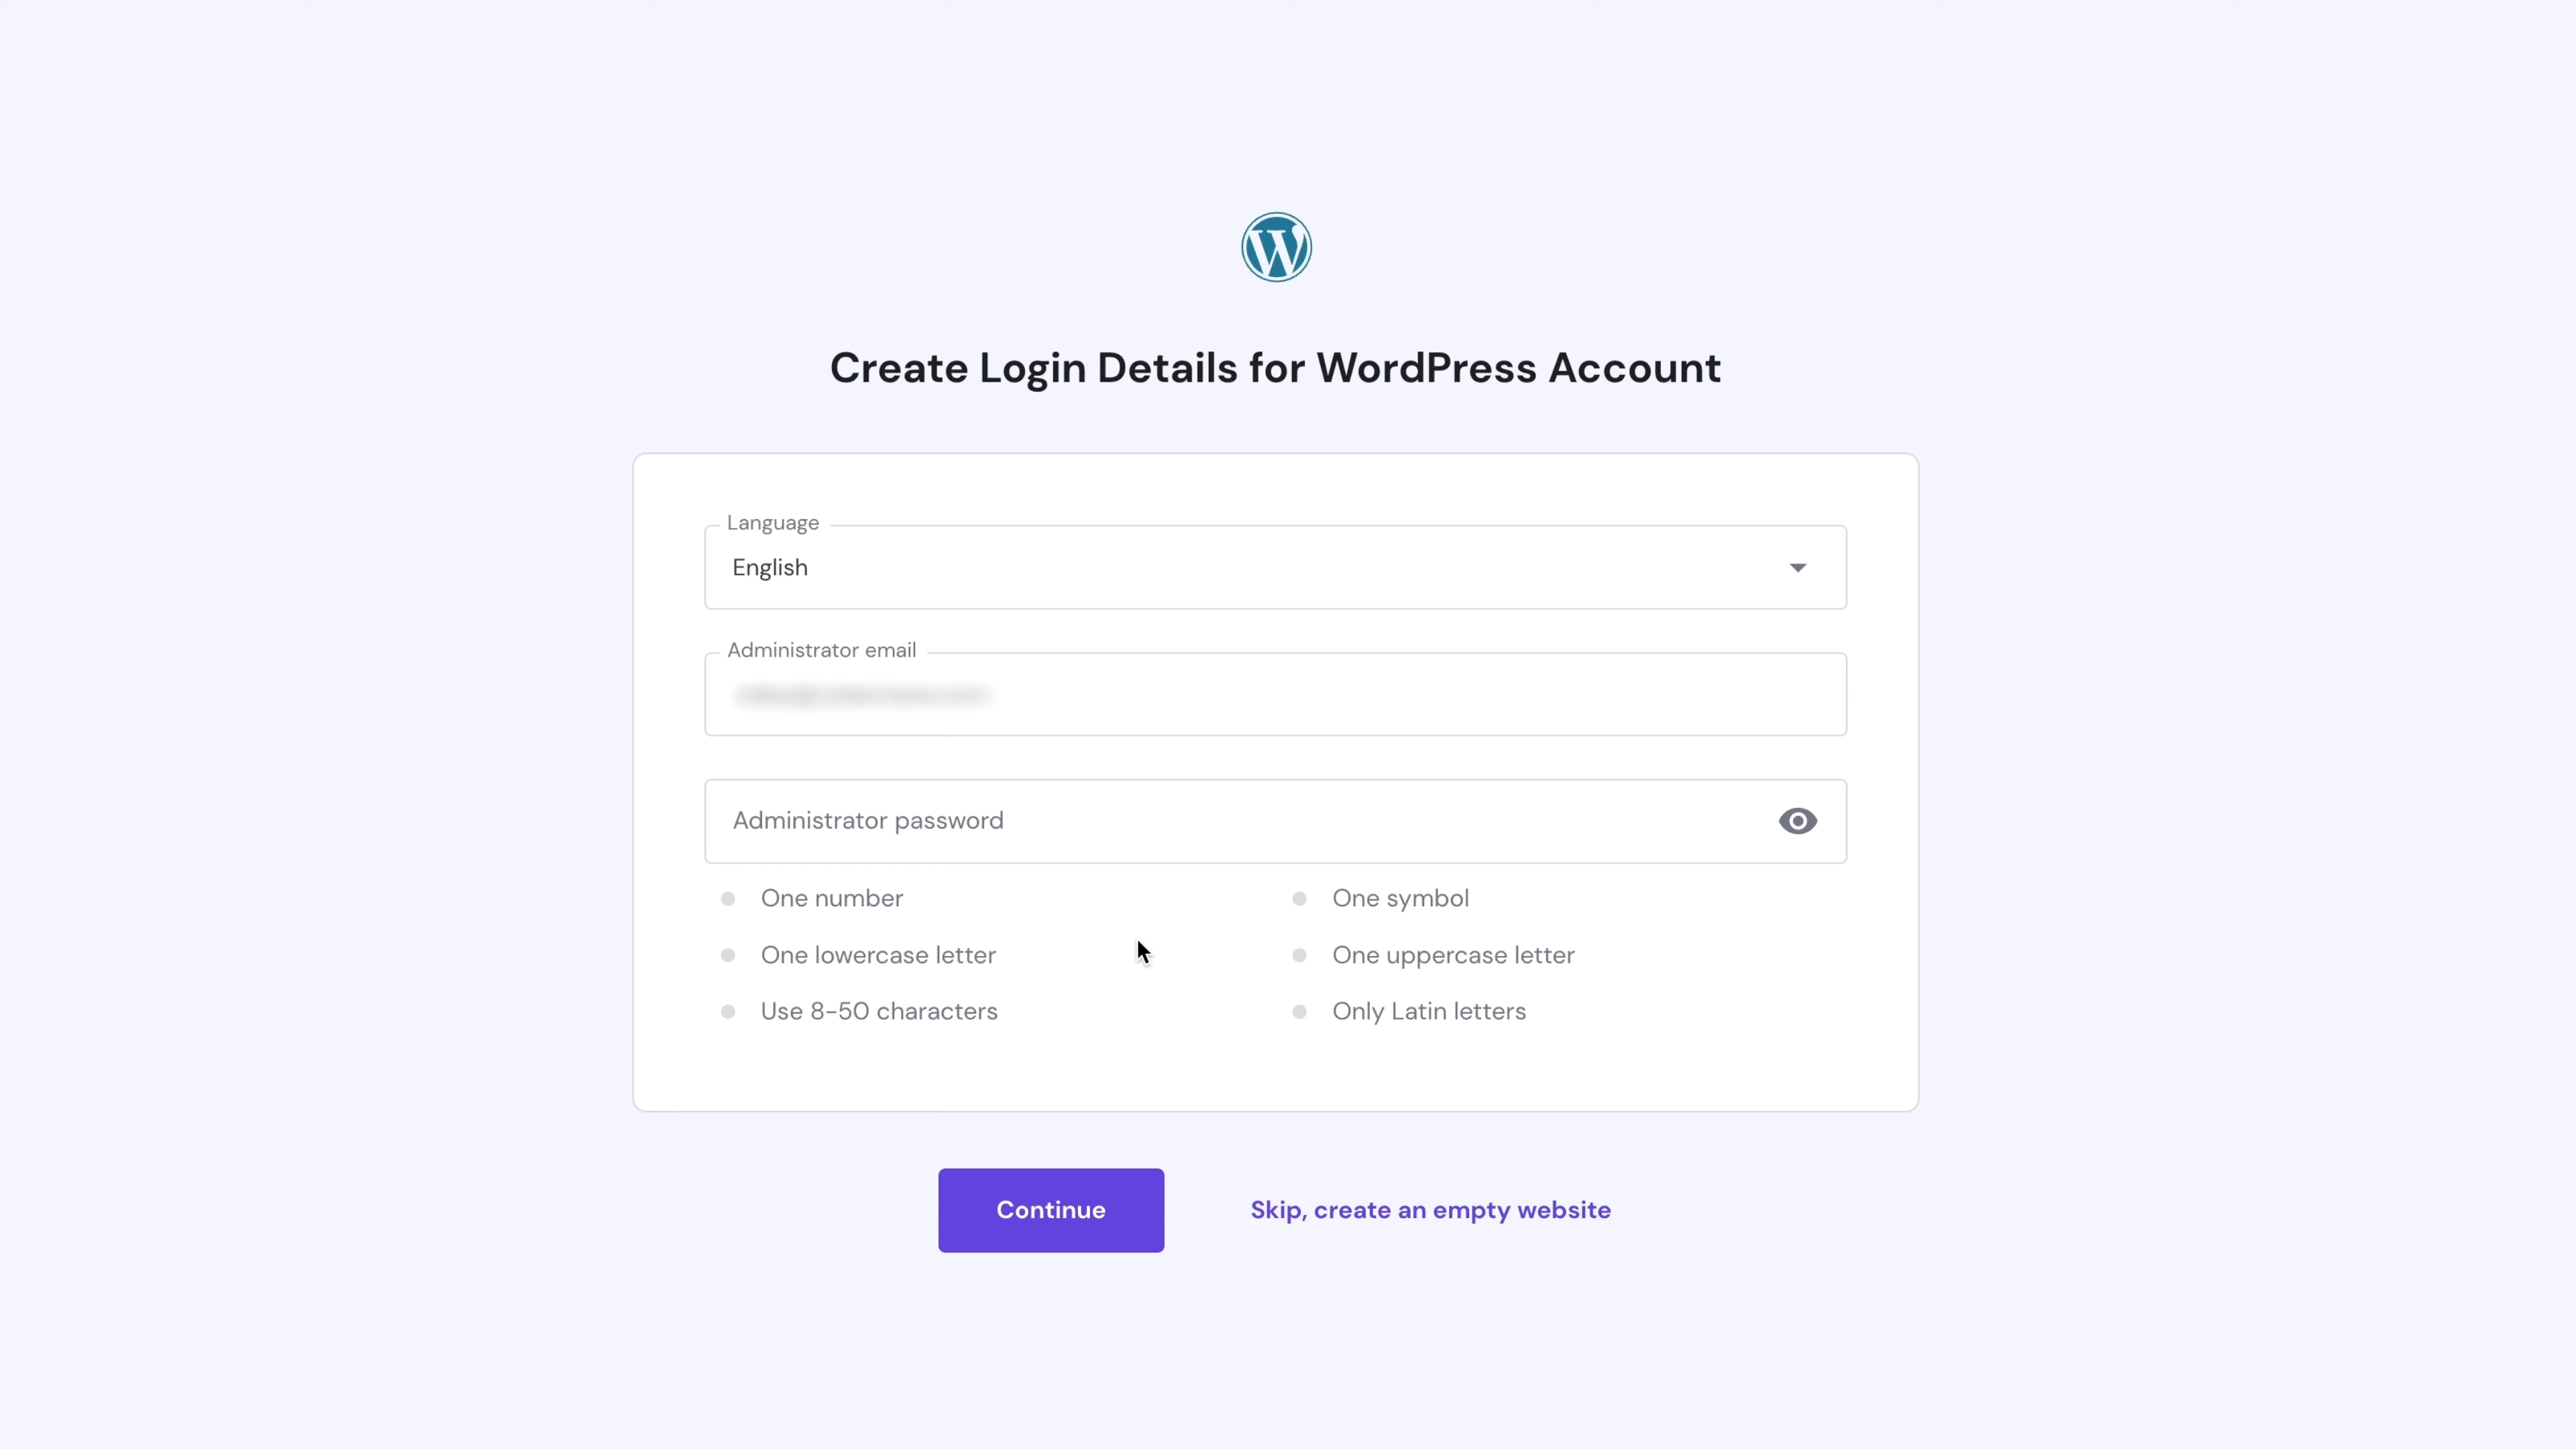 Create Login Details for WordPress Account
Language
English
Administrator email
Administrator password
One number
One symbol
One lowercase letter
One uppercase letter
Use 8-50 characters
Only Latin letters
Continue
Skip, create an empty website